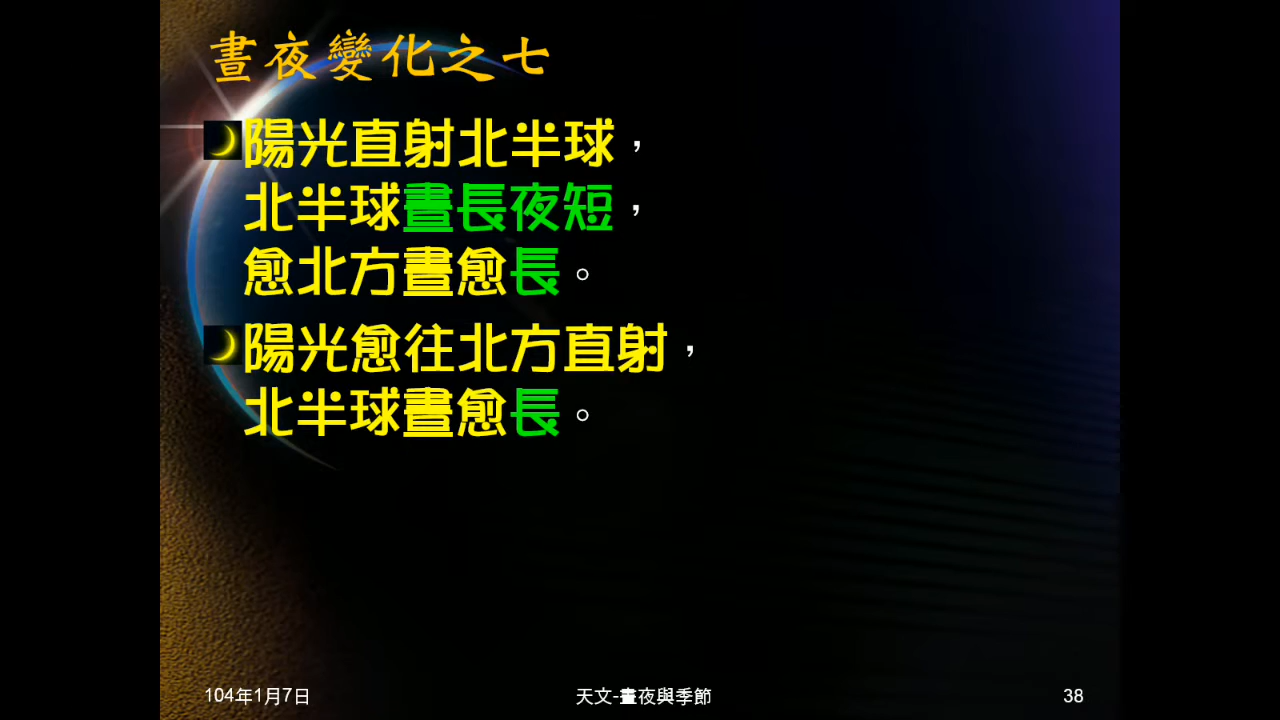 晝夜變化之七
陽光直射北半球，
北半球晝長夜短，
愈北方晝愈長。
陽光愈往北方直射，
北半球晝愈長。
104年1月7日
天文-晝夜與季節
38